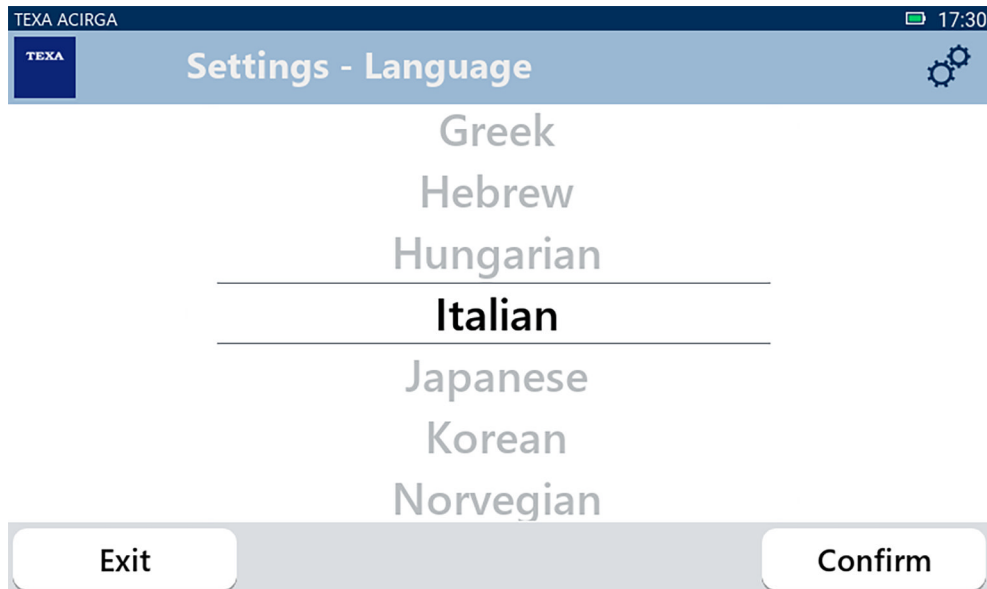 TEXA ACIRGA 17:30
TEXA
Settings - Language
Greek
Hebrew
Hungarian
Italian
Japanese
Korean
Norvegian
Exit Confirm